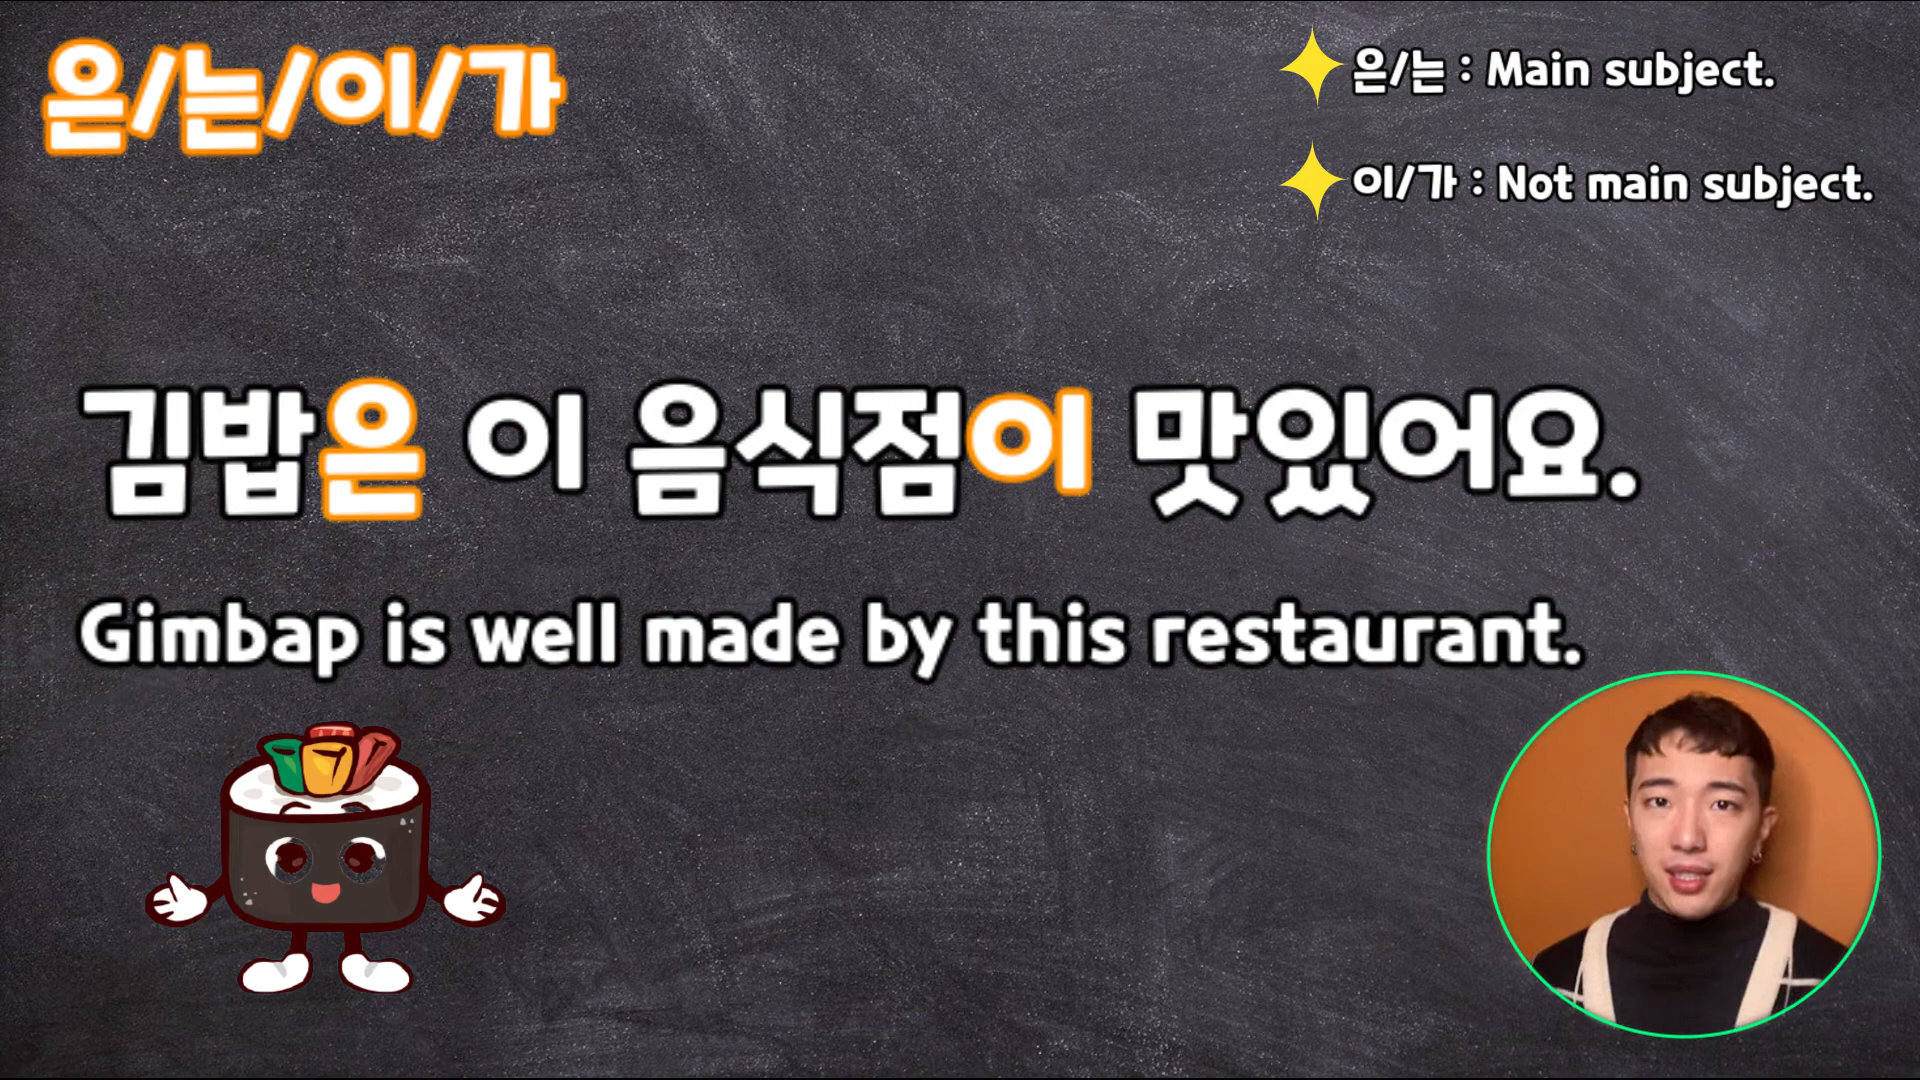 은/는/이/가
은/는 : Main subject.
이/가 : Not main subject.
김밥은 이 음식점이 맛있어요.
Gimbap is well made by this restaurant.